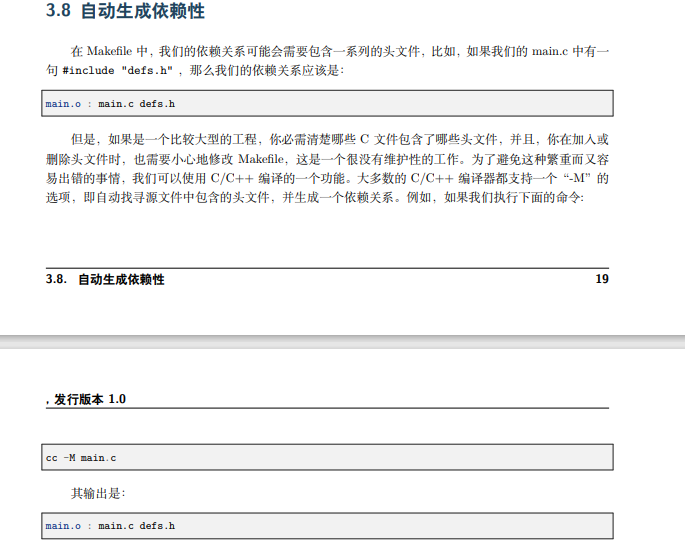 3.8 自动生成依赖性
在 Makefile 中，我们的依赖关系可能会需要包含一系列的头文件，比如，如果我们的 main.c 中有一
句 #include "defs.h" ，那么我们的依赖关系应该是：
main.o : main.c defs.h
但是，如果是一个比较大型的工程，你必需清楚哪些 C 文件包含了哪些头文件，并且，你在加入或
删除头文件时，也需要小心地修改 Makefile，这是一个很没有维护性的工作。为了避免这种繁重而又容
易出错的事情，我们可以使用 C/C++ 编译的一个功能。大多数的 C/C++ 编译器都支持一个 “-M” 的
选项，即自动找寻源文件中包含的头文件，并生成一个依赖关系。例如，如果我们执行下面的命令:
3.8. 自动生成依赖性 19
, 发行版本 1.0
cc -M main.c
其输出是：
main.o : main.c defs.h